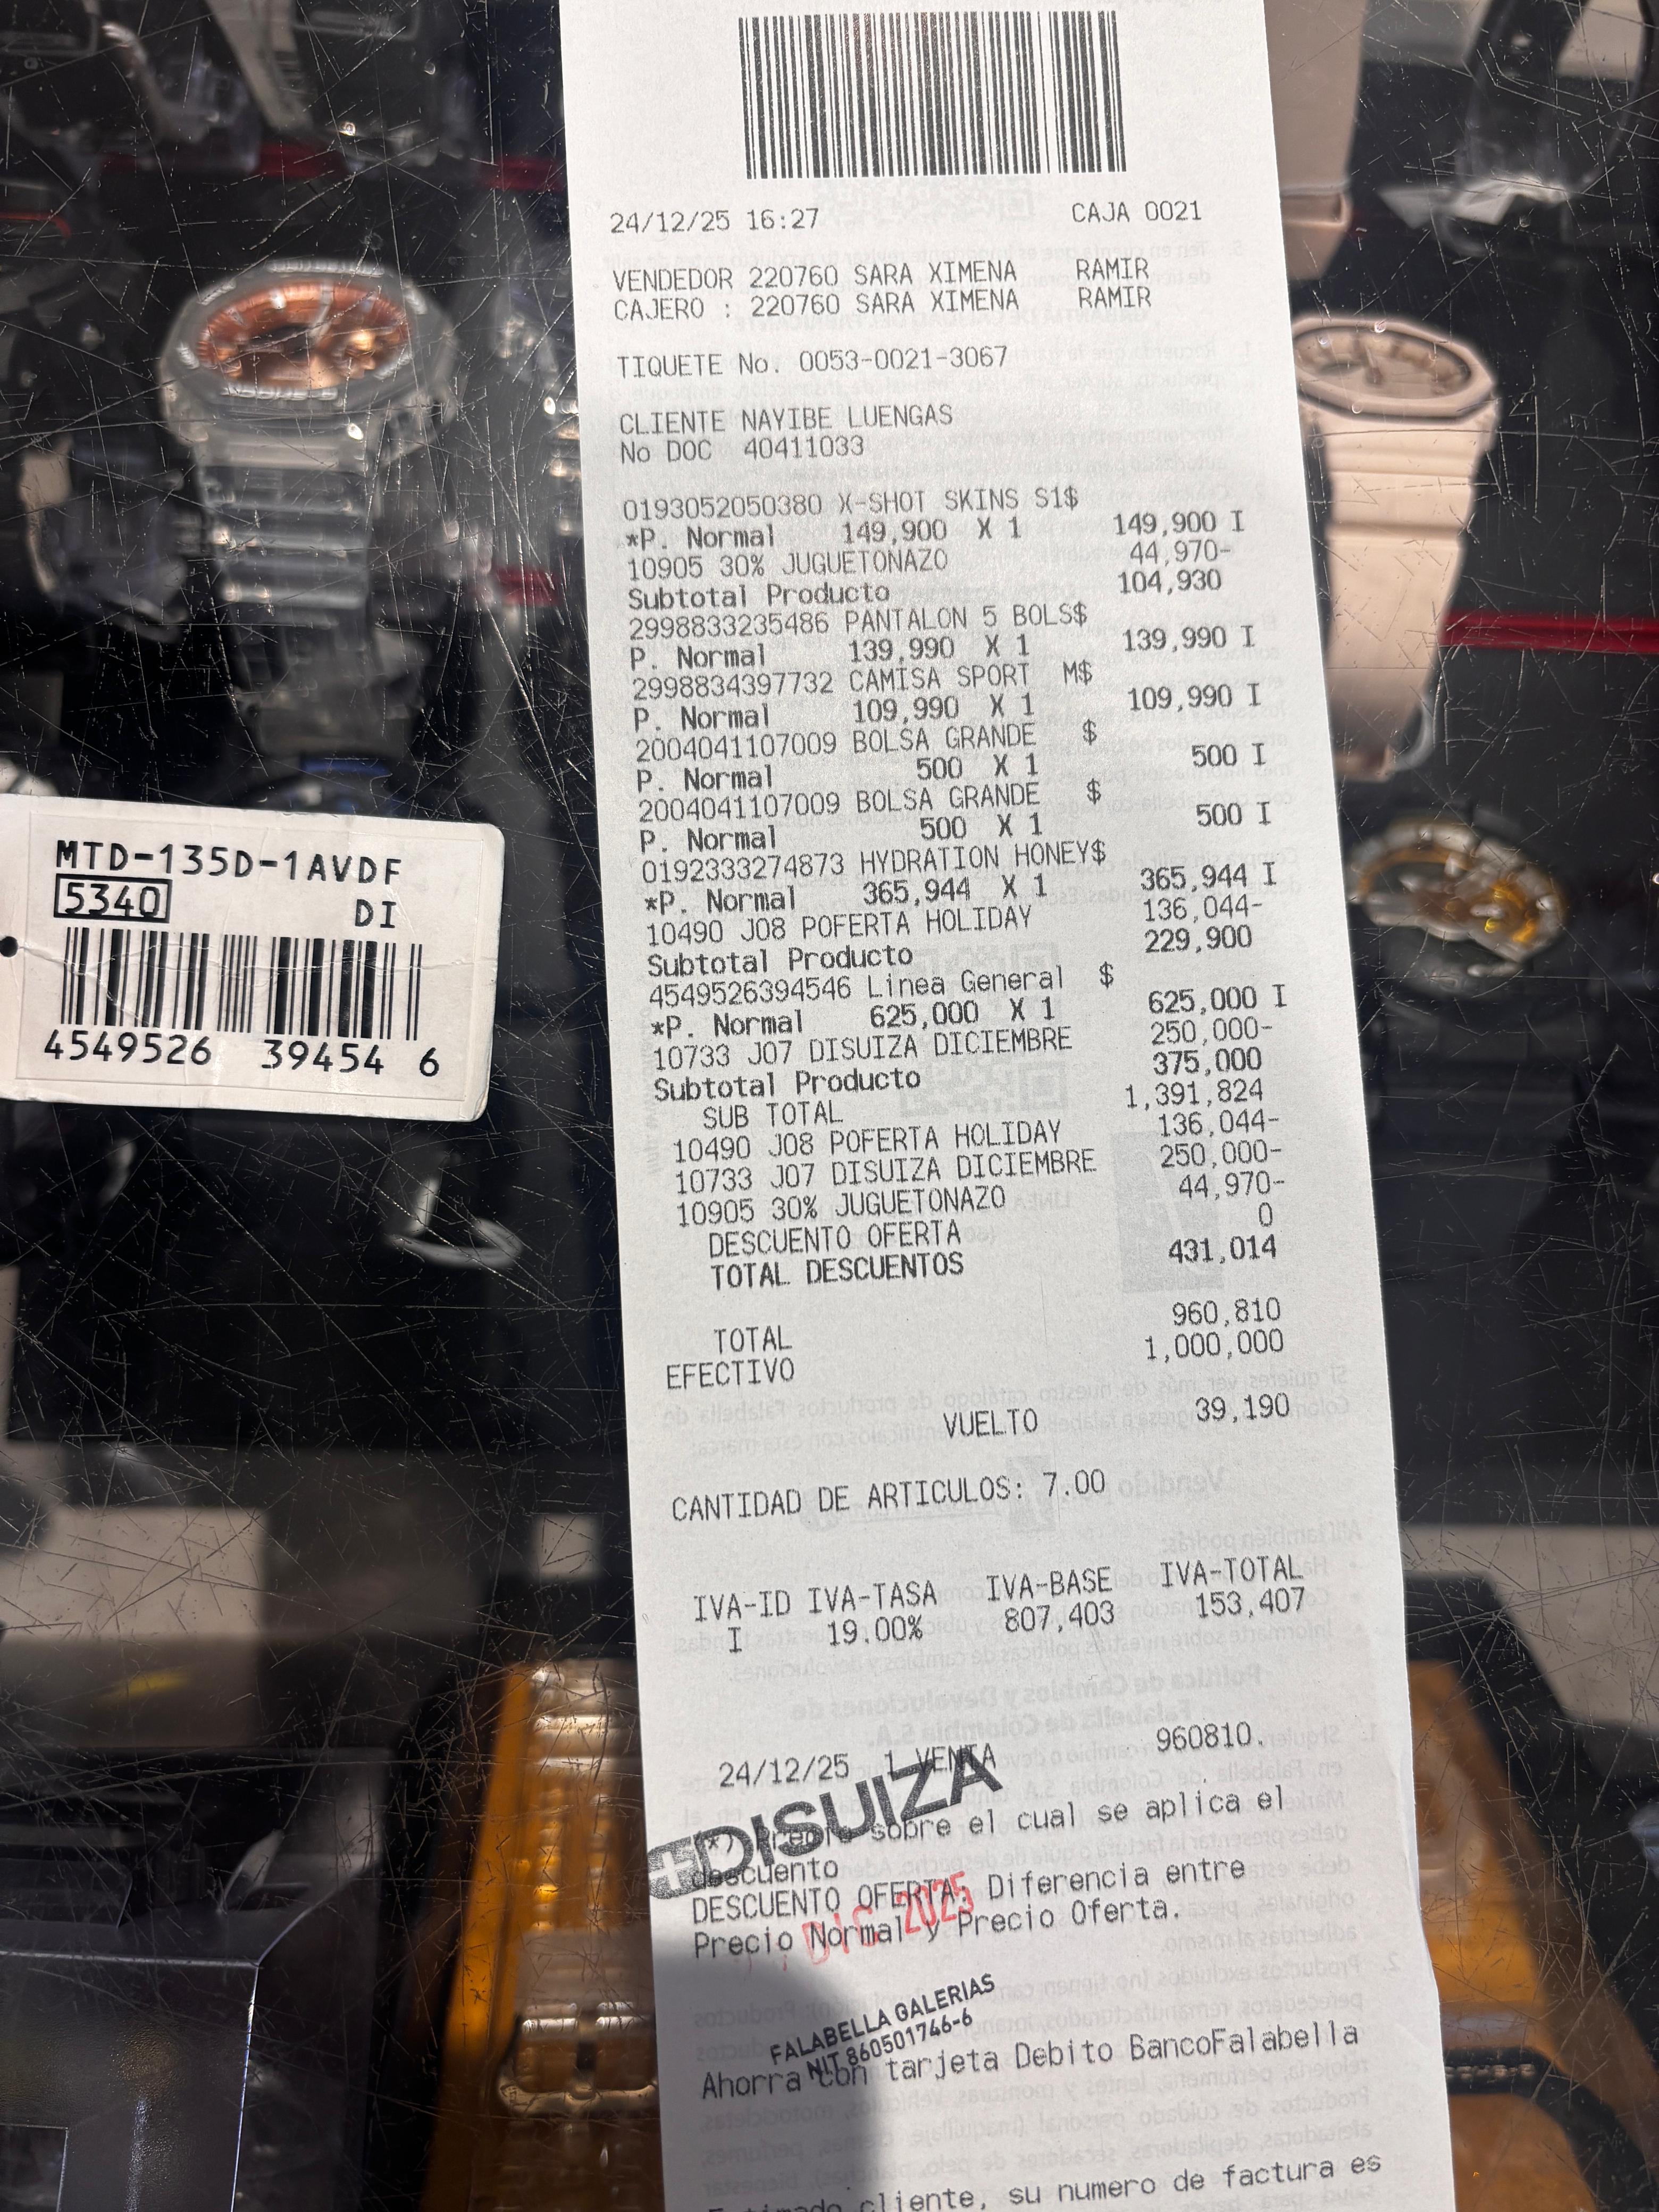 24/12/25 16:27 CAJA 0021
VENDEDOR 220760 SARA XIMENA RAMIR
CAJERO : 220760 SARA XIMENA RAMIR
TIQUETE No. 0053-0021-3067
CLIENTE NAYIBE LUENGAS
No DOC 40411033
0193052050380 X-SHOT SKINS S1$
*P. Normal 149,900 X 1 149,900 I
10905 30% JUGUETONAZO 44,970-
Subtotal Producto 104,930
2998833235486 PANTALON 5 BOLS$
P. Normal 139,990 X 1 139,990 I
2998834397732 CAMISA SPORT M$
P. Normal 109,990 X 1 109,990 I
2004041107009 BOLSA GRANDE $
P. Normal 500 X 1 500 I
2004041107009 BOLSA GRANDE $
P. Normal 500 X 1 500 I
0192333274873 HYDRATION HONEY$
*P. Normal 365,944 X 1 365,944 I
10490 J08 POFERTA HOLIDAY 136,044-
Subtotal Producto 229,900
4549526394546 Linea General $
*P. Normal 625,000 X 1 625,000 I
10733 J07 DISUIZA DICIEMBRE 250,000-
Subtotal Producto 375,000
SUB TOTAL 1,391,824
10490 J08 POFERTA HOLIDAY 136,044-
10733 J07 DISUIZA DICIEMBRE 250,000-
10905 30% JUGUETONAZO 44,970-
DESCUENTO OFERTA 0
TOTAL DESCUENTOS 431,014
TOTAL 960,810
EFECTIVO 1,000,000
VUELTO 39,190
CANTIDAD DE ARTICULOS: 7.00
IVA-ID IVA-TASA IVA-BASE IVA-TOTAL
I 19.00% 807,403 153,407
24/12/25 1 VENTA 960810.
DISUIZA
* Precio sobre el cual se aplica el
descuento
DESCUENTO OFERTA: Diferencia entre
Precio Normal y Precio Oferta.
DIC 2025
FALABELLA GALERIAS
NIT 860501746-6
Ahorra con tarjeta Debito BancoFalabella
cliente, su numero de factura es
MTD-135D-1AVDF
5340 DI
4549526 39454 6